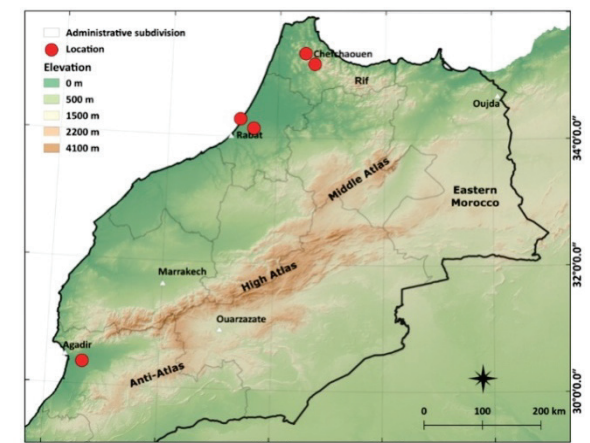 Administrative subdivision
Location
Elevation
0 m
500 m
1500 m
2200 m
4100 m
Chefchaouen
Rif
Oujda
Rabat
34°0'0.0"
Middle Atlas
Eastern
Morocco
High Atlas
32°0'0.0"
Marrakech
Ouarzazate
Agadir
Anti-Atlas
30°0'0.0"
0 100 200 km